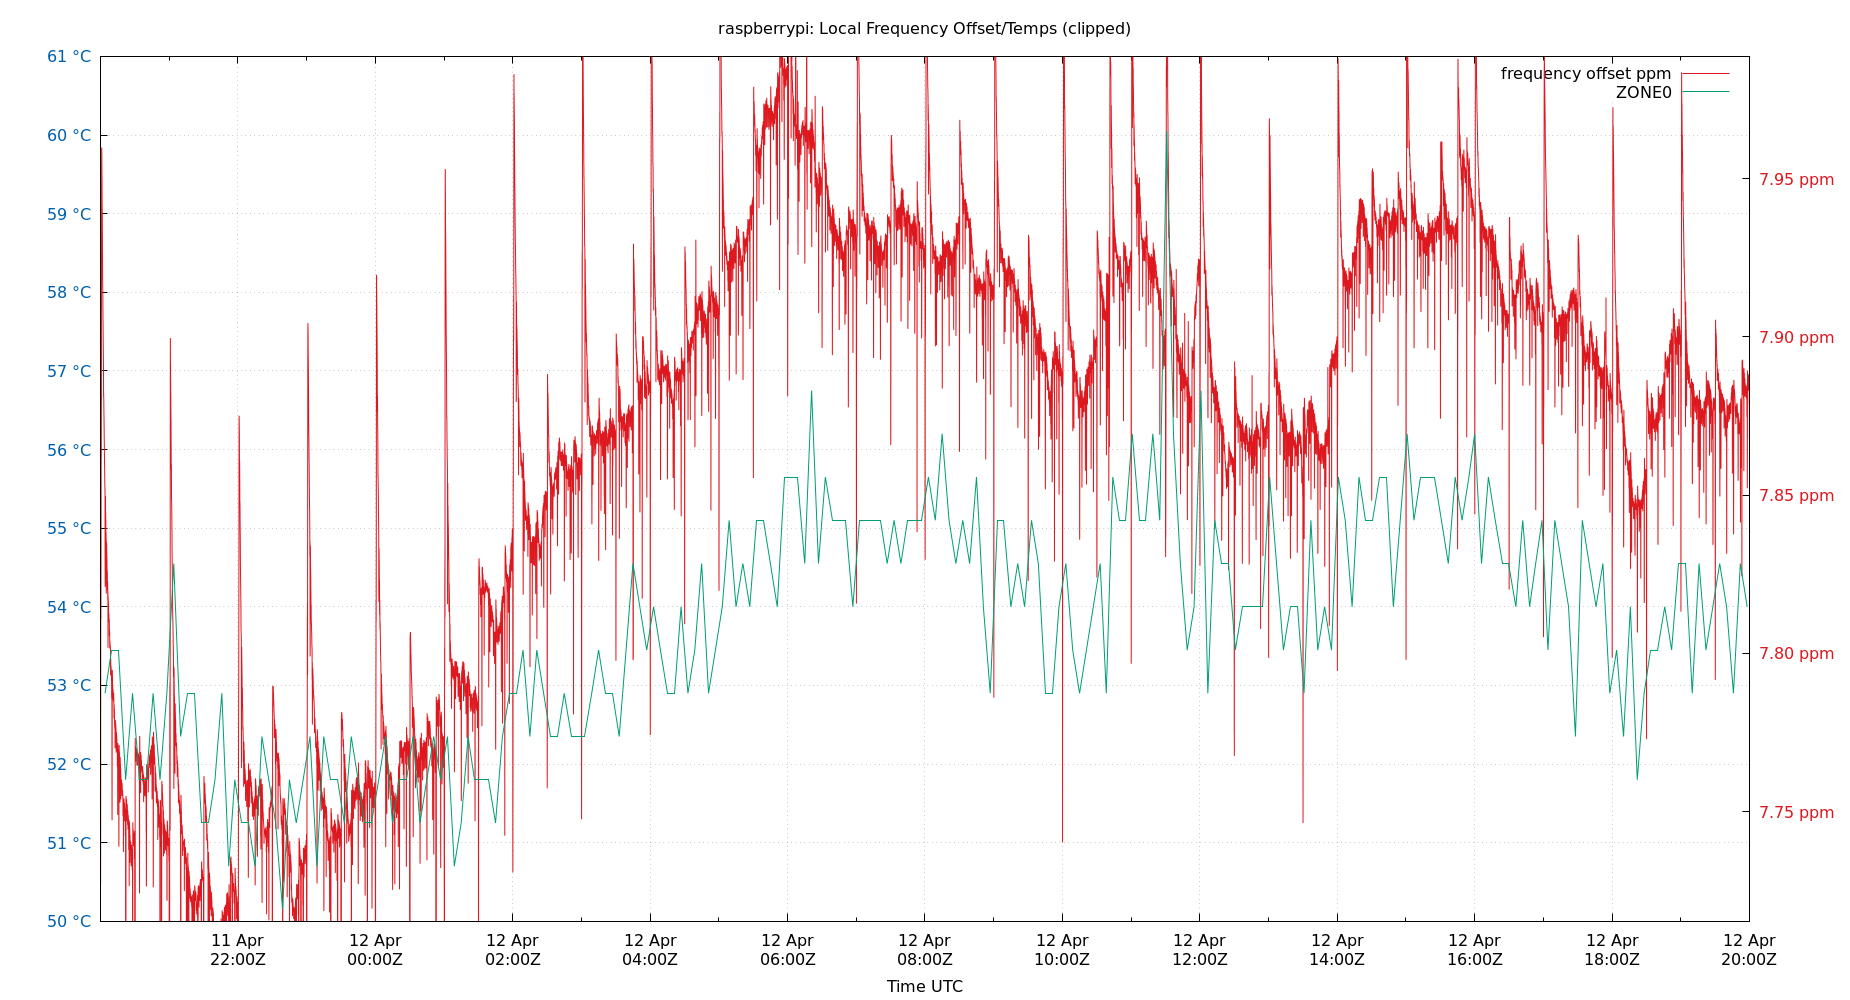 raspberrypi: Local Frequency Offset/Temps (clipped)
61 °C
60 °C
59 °C
58 °C
57 °C
56 °C
55 °C
54 °C
53 °C
52 °C
51 °C
50 °C
frequency offset ppm
ZONE0
7.95 ppm
7.90 ppm
7.85 ppm
7.80 ppm
7.75 ppm
11 Apr 12 Apr 12 Apr 12 Apr 12 Apr 12 Apr 12 Apr 12 Apr 12 Apr 12 Apr 12 Apr 12 Apr
22:00Z 00:00Z 02:00Z 04:00Z 06:00Z 08:00Z 10:00Z 12:00Z 14:00Z 16:00Z 18:00Z 20:00Z
Time UTC